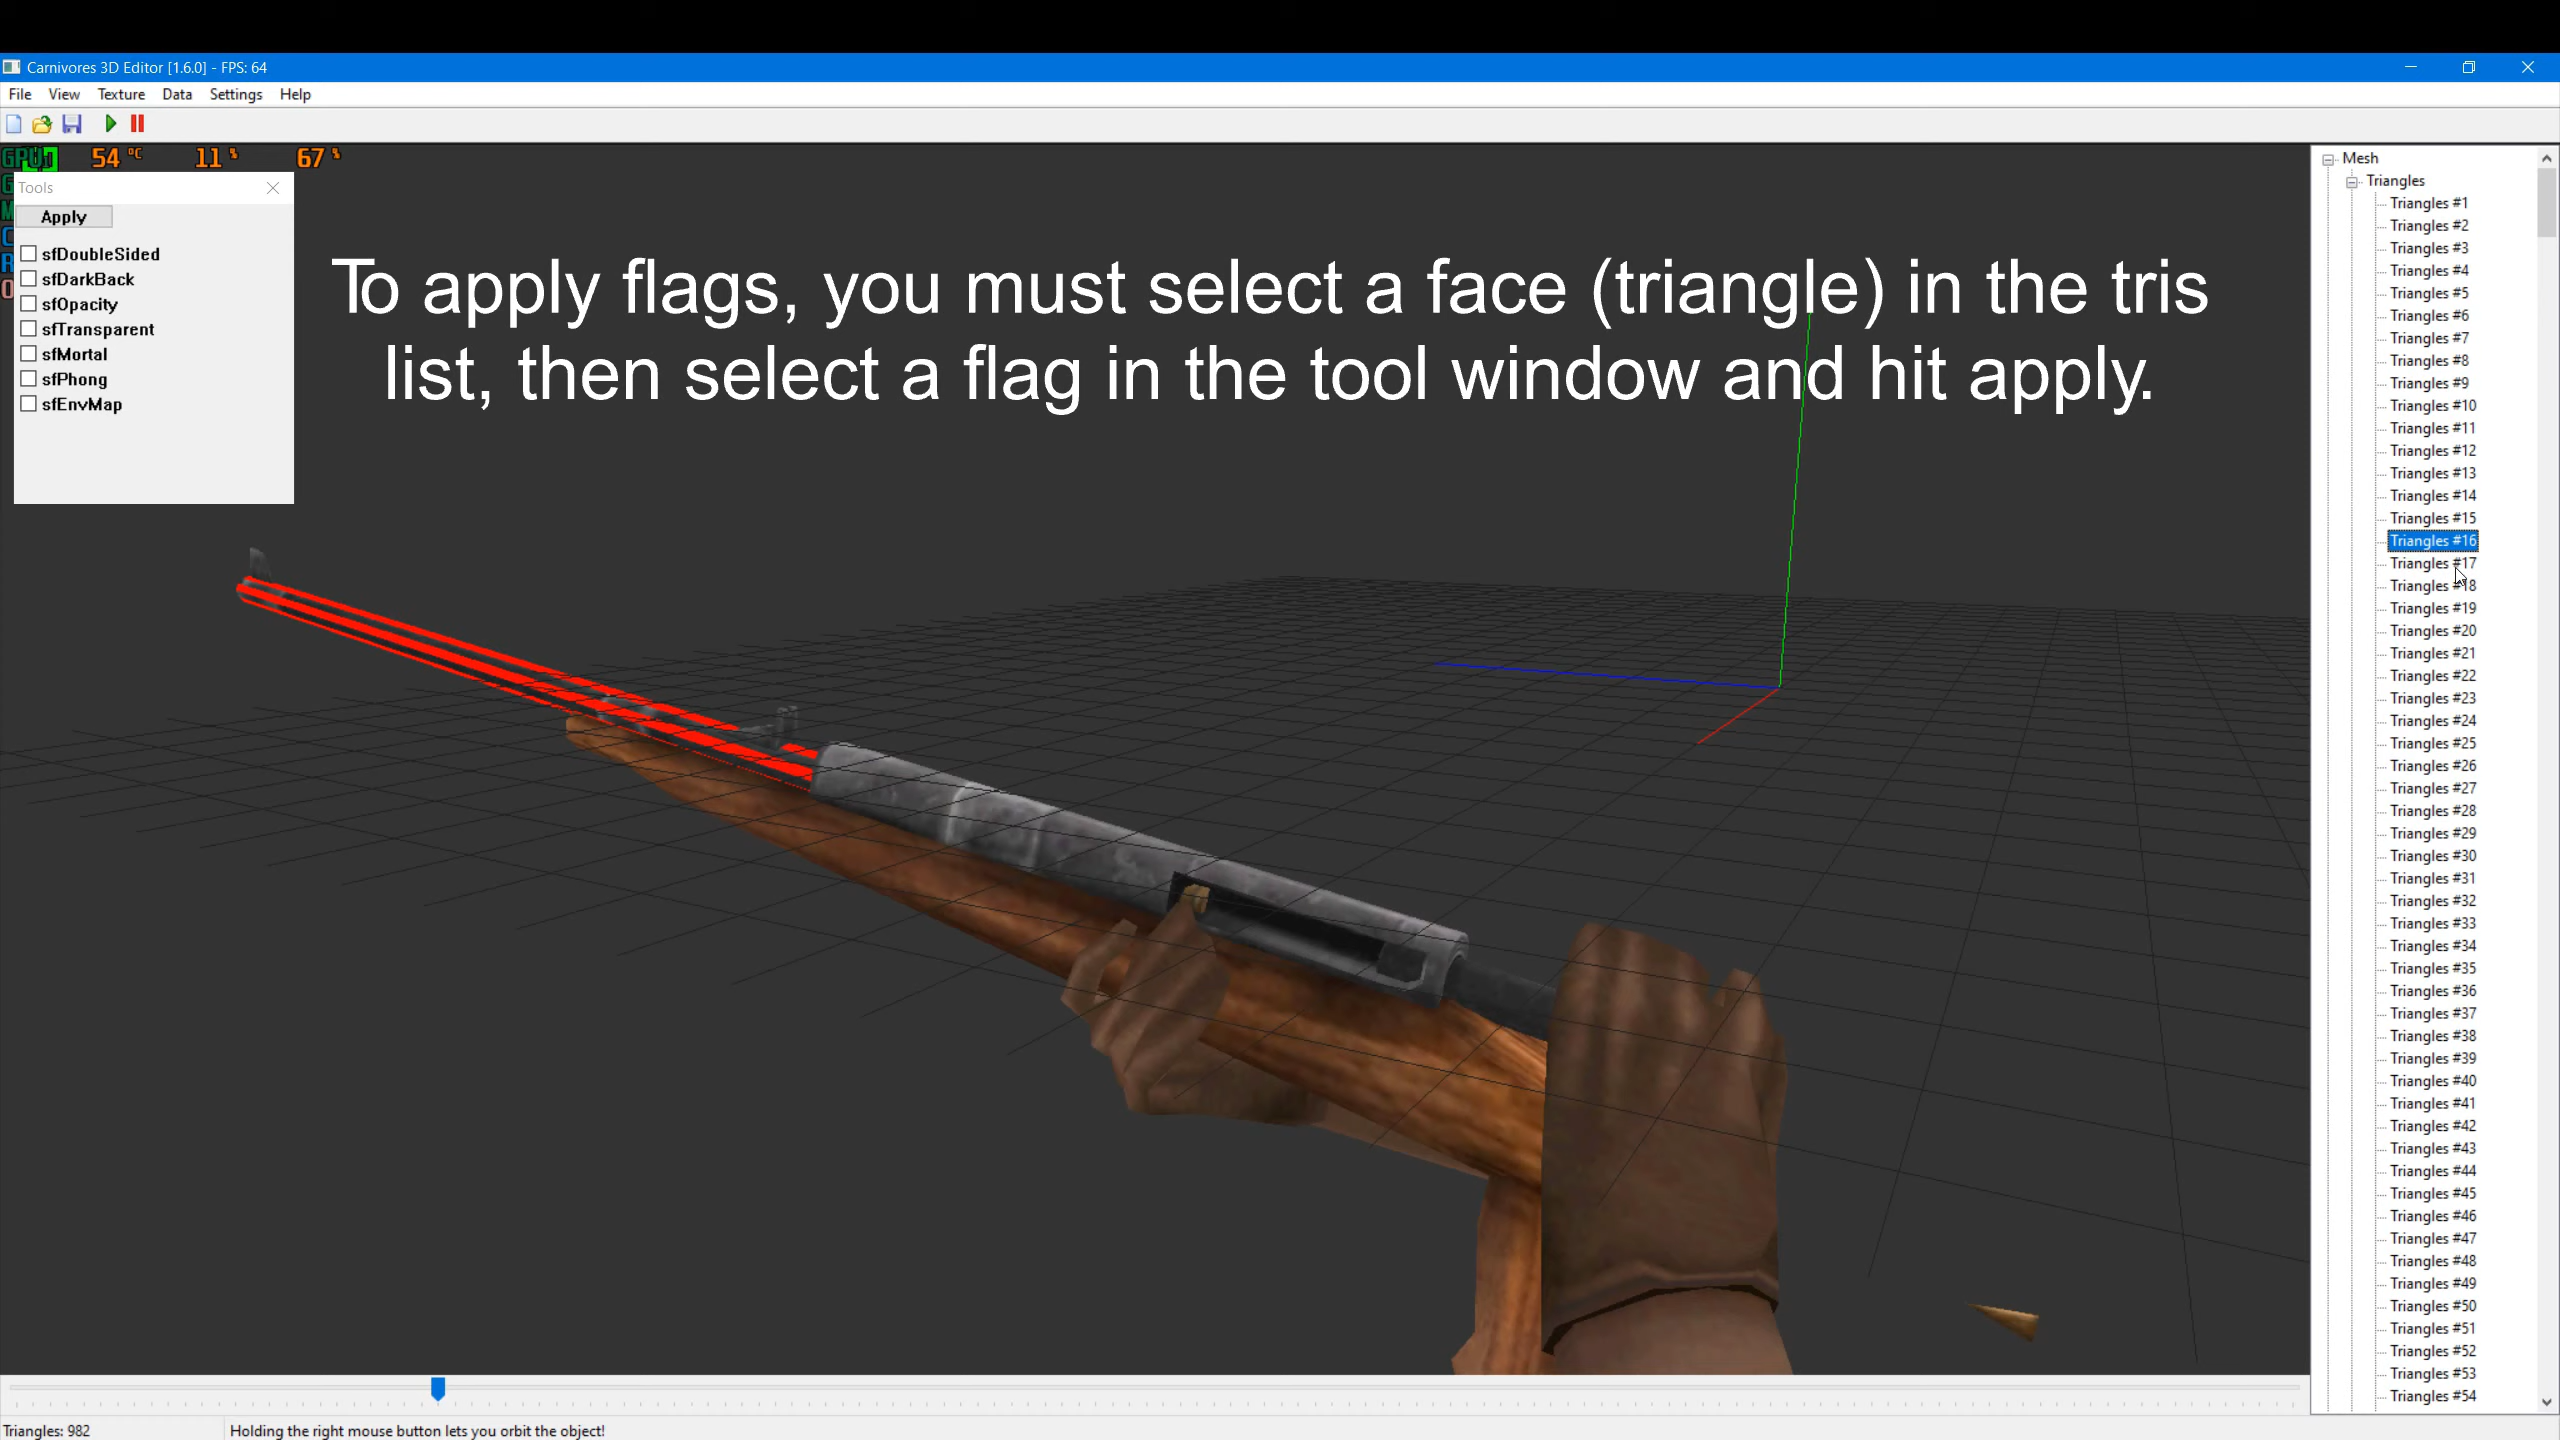 Carnivores 3D Editor [1.6.0] - FPS: 64
File View Texture Data Settings Help
GPU 54 °C 11 % 67 %
Tools
Apply
sfDoubleSided
sfDarkBack
sfOpacity
sfTransparent
sfMortal
sfPhong
sfEnvMap
To apply flags, you must select a face (triangle) in the tris
list, then select a flag in the tool window and hit apply.
Mesh
Triangles
Triangles #1
Triangles #2
Triangles #3
Triangles #4
Triangles #5
Triangles #6
Triangles #7
Triangles #8
Triangles #9
Triangles #10
Triangles #11
Triangles #12
Triangles #13
Triangles #14
Triangles #15
Triangles #16
Triangles #17
Triangles #18
Triangles #19
Triangles #20
Triangles #21
Triangles #22
Triangles #23
Triangles #24
Triangles #25
Triangles #26
Triangles #27
Triangles #28
Triangles #29
Triangles #30
Triangles #31
Triangles #32
Triangles #33
Triangles #34
Triangles #35
Triangles #36
Triangles #37
Triangles #38
Triangles #39
Triangles #40
Triangles #41
Triangles #42
Triangles #43
Triangles #44
Triangles #45
Triangles #46
Triangles #47
Triangles #48
Triangles #49
Triangles #50
Triangles #51
Triangles #52
Triangles #53
Triangles #54
Triangles: 982
Holding the right mouse button lets you orbit the object!